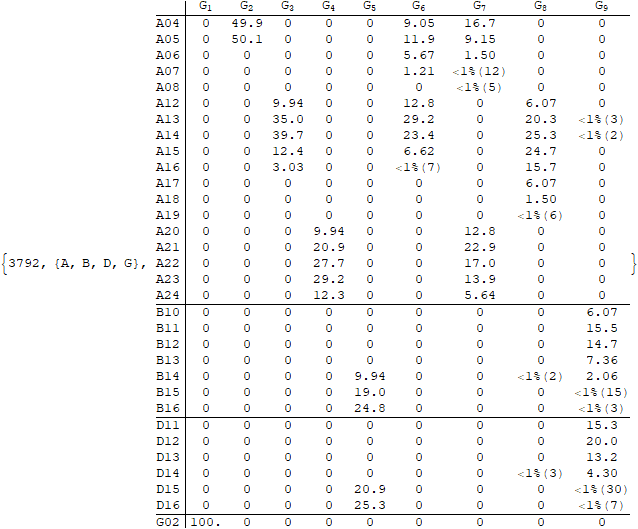 G1 G2 G3 G4 G5 G6 G7 G8 G9
A04 0 49.9 0 0 0 9.05 16.7 0 0
A05 0 50.1 0 0 0 11.9 9.15 0 0
A06 0 0 0 0 0 5.67 1.50 0 0
A07 0 0 0 0 0 1.21 <1%(12) 0 0
A08 0 0 0 0 0 0 <1%(5) 0 0
A12 0 0 9.94 0 0 12.8 0 6.07 0
A13 0 0 35.0 0 0 29.2 0 20.3 <1%(3)
A14 0 0 39.7 0 0 23.4 0 25.3 <1%(2)
A15 0 0 12.4 0 0 6.62 0 24.7 0
A16 0 0 3.03 0 0 <1%(7) 0 15.7 0
A17 0 0 0 0 0 0 0 6.07 0
A18 0 0 0 0 0 0 0 1.50 0
A19 0 0 0 0 0 0 0 <1%(6) 0
A20 0 0 0 9.94 0 0 12.8 0 0
A21 0 0 0 20.9 0 0 22.9 0 0
{3792, {A, B, D, G}, A22 0 0 0 27.7 0 0 17.0 0 0 }
A23 0 0 0 29.2 0 0 13.9 0 0
A24 0 0 0 12.3 0 0 5.64 0 0
B10 0 0 0 0 0 0 0 0 6.07
B11 0 0 0 0 0 0 0 0 15.5
B12 0 0 0 0 0 0 0 0 14.7
B13 0 0 0 0 0 0 0 0 7.36
B14 0 0 0 0 9.94 0 0 <1%(2) 2.06
B15 0 0 0 0 19.0 0 0 0 <1%(15)
B16 0 0 0 0 24.8 0 0 0 <1%(3)
D11 0 0 0 0 0 0 0 0 15.3
D12 0 0 0 0 0 0 0 0 20.0
D13 0 0 0 0 0 0 0 0 13.2
D14 0 0 0 0 0 0 0 <1%(3) 4.30
D15 0 0 0 0 20.9 0 0 0 <1%(30)
D16 0 0 0 0 25.3 0 0 0 <1%(7)
G02 100. 0 0 0 0 0 0 0 0